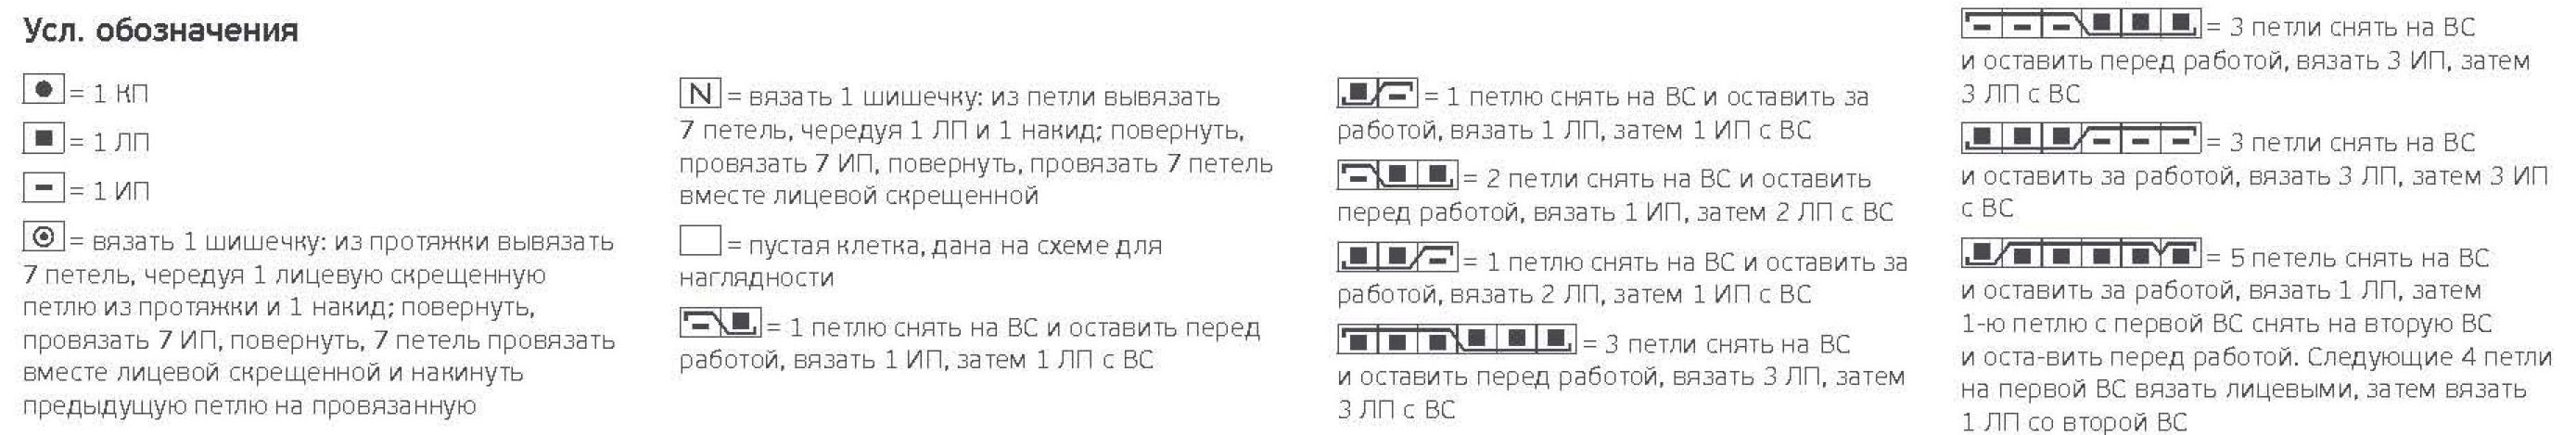 Усл. обозначения
= 1 КП
= 1 ЛП
= 1 ИП
= вязать 1 шишечку: из протяжки вывязать
7 петель, чередуя 1 лицевую скрещенную
петлю из протяжки и 1 накид; повернуть,
провязать 7 ИП, повернуть, 7 петель провязать
вместе лицевой скрещенной и накинуть
предыдущую петлю на провязанную
N = вязать 1 шишечку: из петли вывязать
7 петель, чередуя 1 ЛП и 1 накид; повернуть,
провязать 7 ИП, повернуть, провязать 7 петель
вместе лицевой скрещенной
= пустая клетка, дана на схеме для
наглядности
= 1 петлю снять на ВС и оставить перед
работой, вязать 1 ИП, затем 1 ЛП с ВС
= 1 петлю снять на ВС и оставить за
работой, вязать 1 ЛП, затем 1 ИП с ВС
= 2 петли снять на ВС и оставить
перед работой, вязать 1 ИП, затем 2 ЛП с ВС
= 1 петлю снять на ВС и оставить за
работой, вязать 2 ЛП, затем 1 ИП с ВС
= 3 петли снять на ВС
и оставить перед работой, вязать 3 ЛП, затем
3 ЛП с ВС
= 3 петли снять на ВС
и оставить перед работой, вязать 3 ИП, затем
3 ЛП с ВС
= 3 петли снять на ВС
и оставить за работой, вязать 3 ЛП, затем 3 ИП
с ВС
= 5 петель снять на ВС
и оставить за работой, вязать 1 ЛП, затем
1-ю петлю с первой ВС снять на вторую ВС
и оста-вить перед работой. Следующие 4 петли
на первой ВС вязать лицевыми, затем вязать
1 ЛП со второй ВС